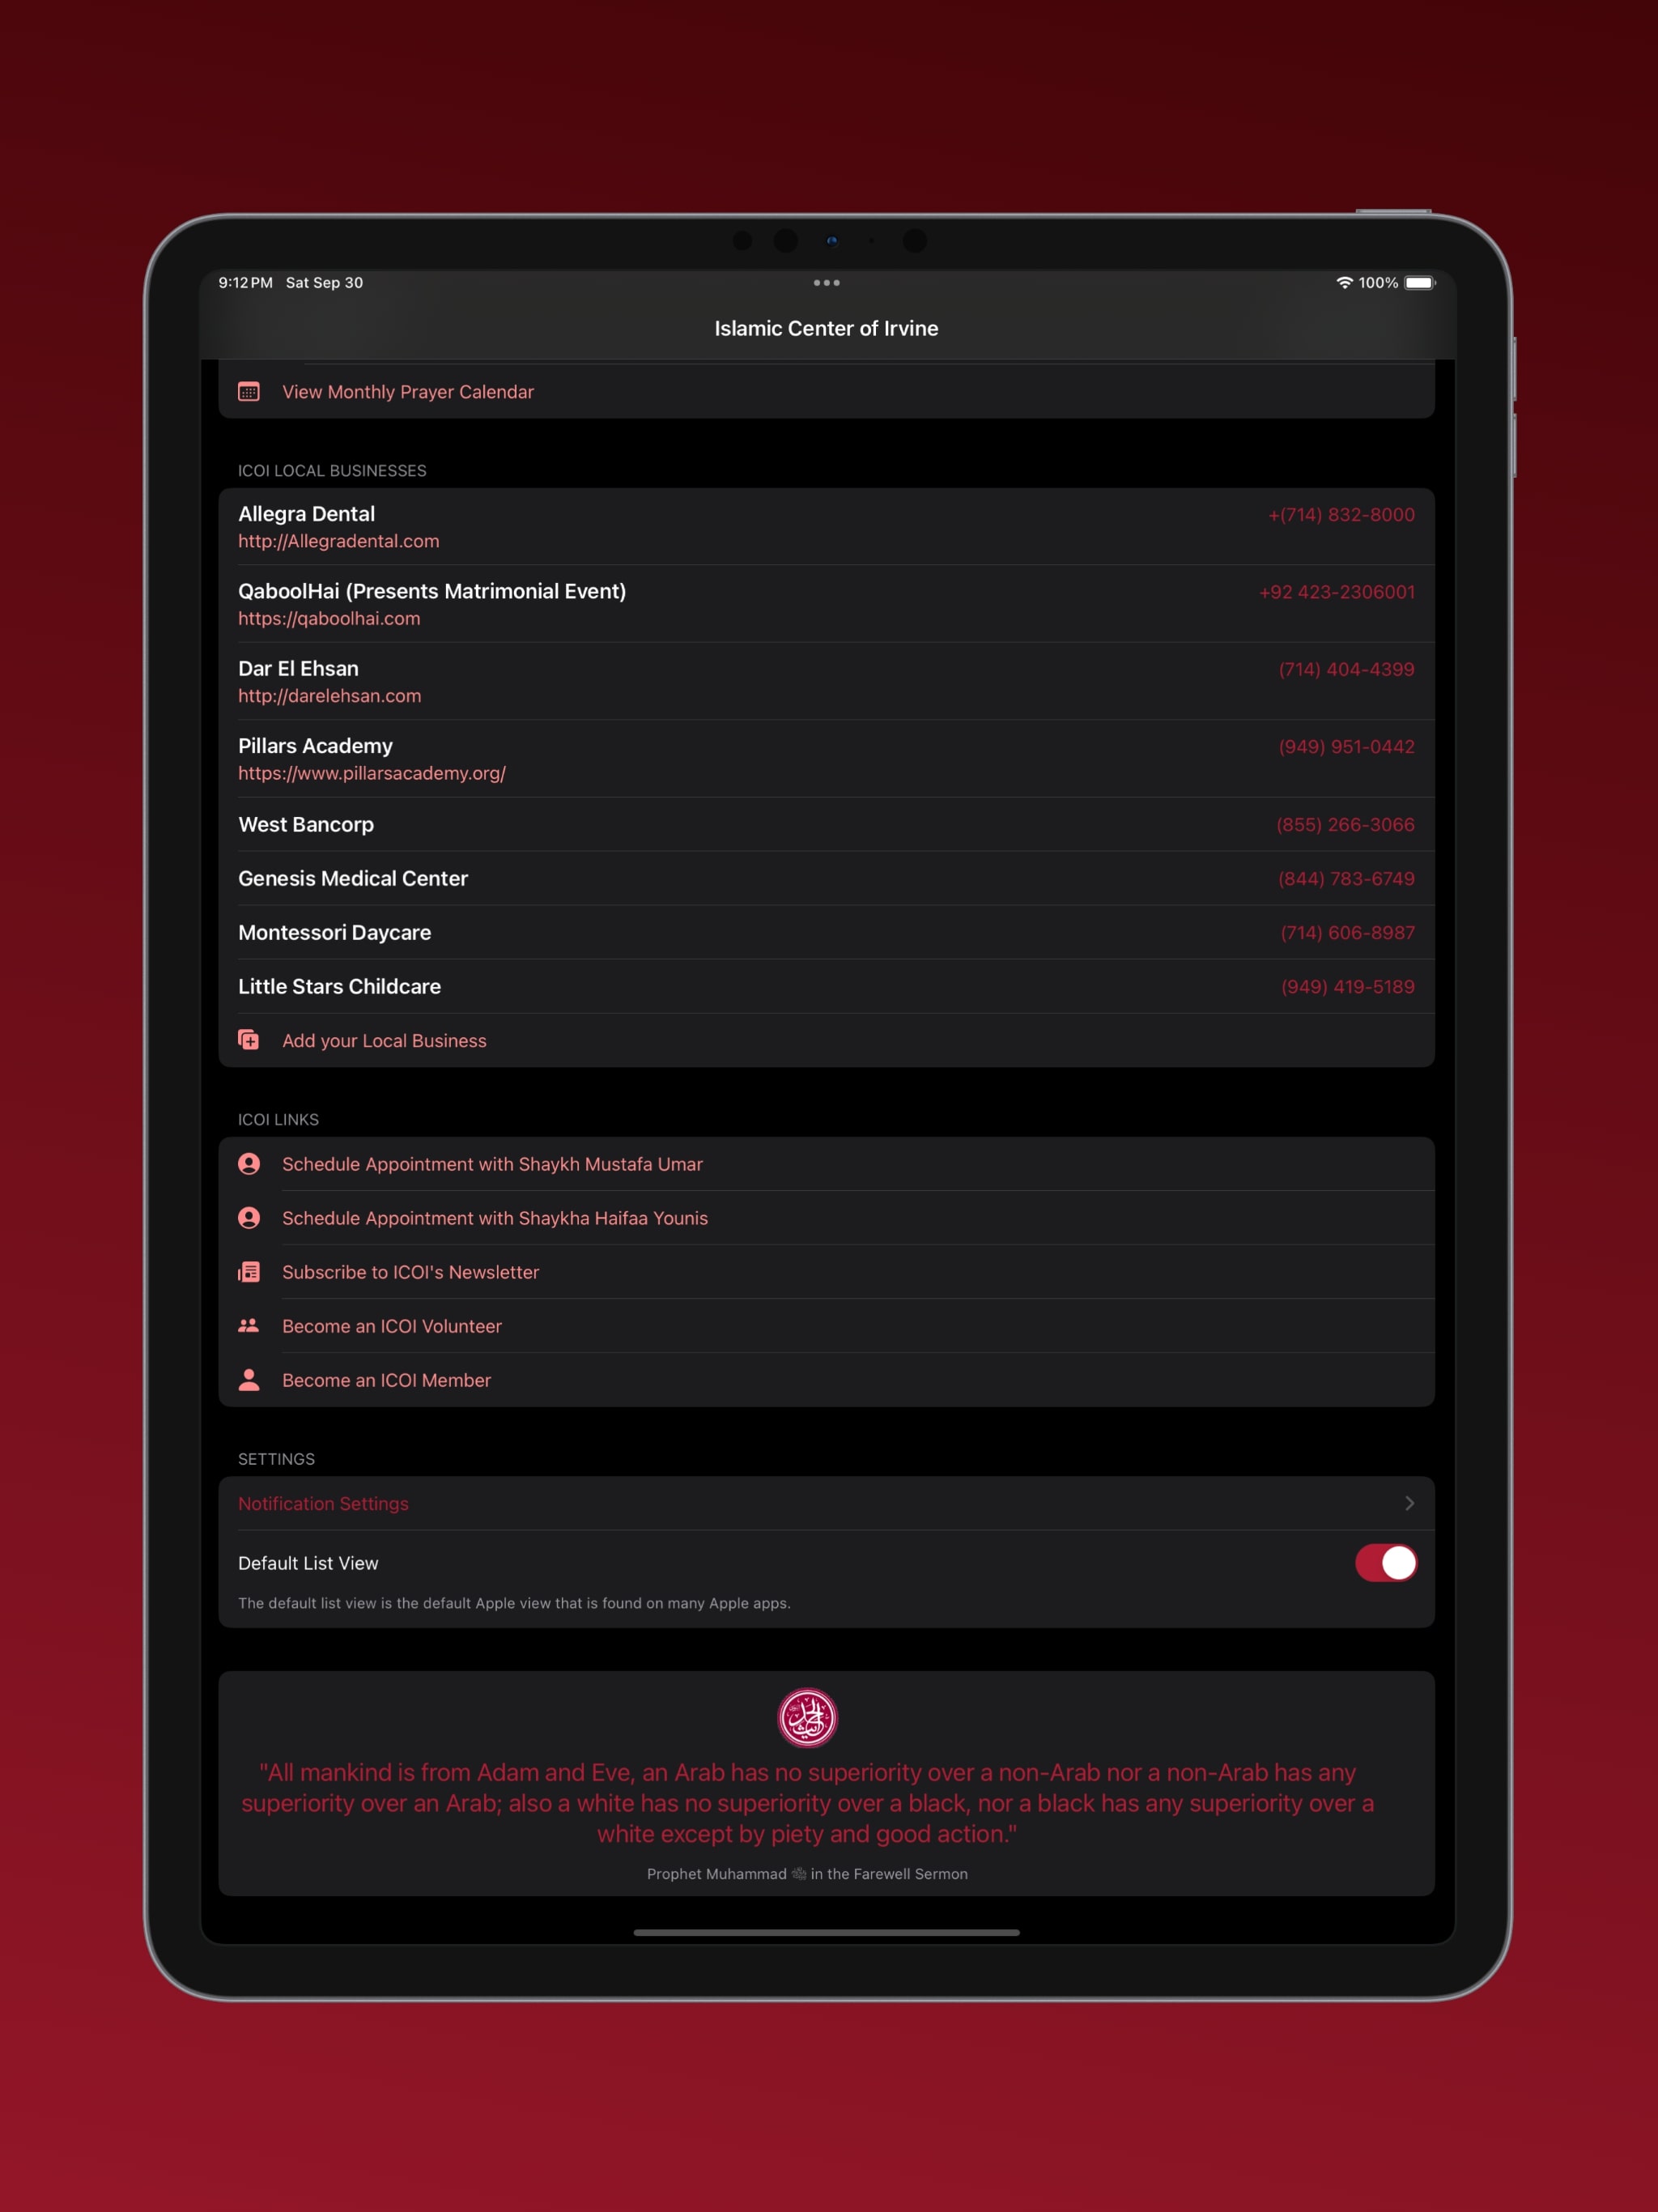 9:12 PM Sat Sep 30
100%
Islamic Center of Irvine
View Monthly Prayer Calendar
ICOI LOCAL BUSINESSES
Allegra Dental +(714) 832-8000
http://Allegradental.com
QaboolHai (Presents Matrimonial Event) +92 423-2306001
https://qaboolhai.com
Dar El Ehsan (714) 404-4399
http://darelehsan.com
Pillars Academy (949) 951-0442
https://www.pillarsacademy.org/
West Bancorp (855) 266-3066
Genesis Medical Center (844) 783-6749
Montessori Daycare (714) 606-8987
Little Stars Childcare (949) 419-5189
Add your Local Business
ICOI LINKS
Schedule Appointment with Shaykh Mustafa Umar
Schedule Appointment with Shaykha Haifaa Younis
Subscribe to ICOI's Newsletter
Become an ICOI Volunteer
Become an ICOI Member
SETTINGS
Notification Settings
Default List View
The default list view is the default Apple view that is found on many Apple apps.
"All mankind is from Adam and Eve, an Arab has no superiority over a non-Arab nor a non-Arab has any
superiority over an Arab; also a white has no superiority over a black, nor a black has any superiority over a
white except by piety and good action."
Prophet Muhammad ﷺ in the Farewell Sermon